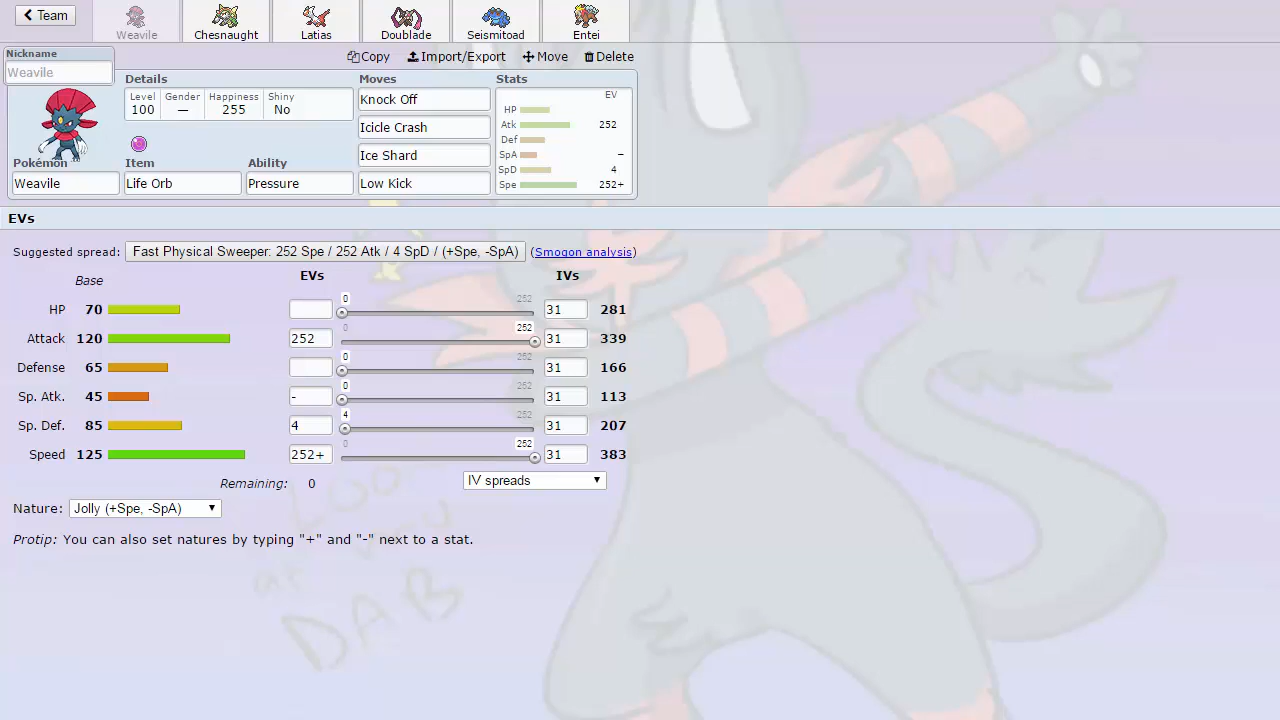 Team
Weavile
Chesnaught
Latias
Doublade
Seismitoad
Entei
Copy
Import/Export
Move
Delete
Nickname
Weavile
Details
Level
100
Gender
—
Happiness
255
Shiny
No
Pokémon
Weavile
Item
Life Orb
Ability
Pressure
Moves
Knock Off
Icicle Crash
Ice Shard
Low Kick
Stats
EV
HP
Atk 252
Def
SpA –
SpD 4
Spe 252+
EVs
Suggested spread: Fast Physical Sweeper: 252 Spe / 252 Atk / 4 SpD / (+Spe, -SpA) (Smogon analysis)
Base EVs IVs
HP 70 0 252 31 281
Attack 120 252 0 252 31 339
Defense 65 0 252 31 166
Sp. Atk. 45 - 0 252 31 113
Sp. Def. 85 4 4 252 31 207
Speed 125 252+ 0 252 31 383
Remaining: 0
IV spreads
Nature: Jolly (+Spe, -SpA)
Protip: You can also set natures by typing "+" and "-" next to a stat.
DAB